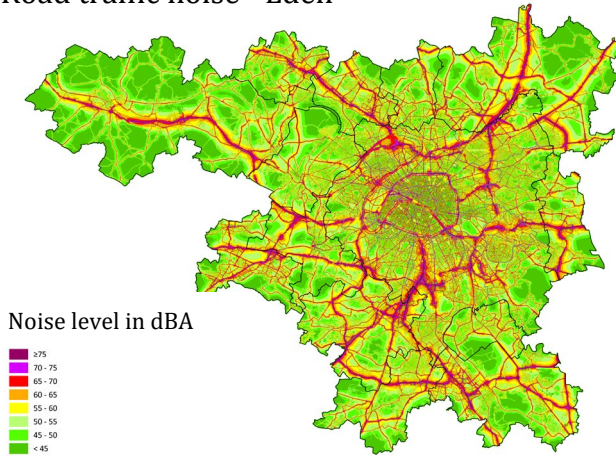 Road traffic noise - Lden
Noise level in dBA
≥75
70 - 75
65 - 70
60 - 65
55 - 60
50 - 55
45 - 50
< 45